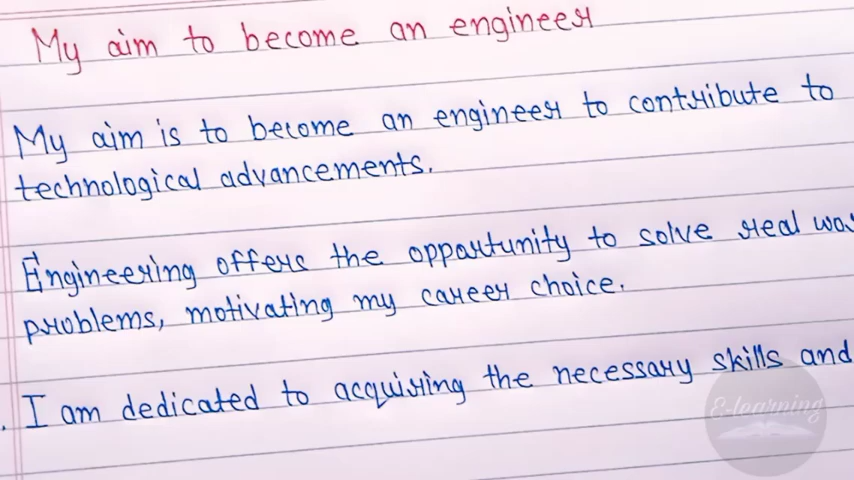 My aim to become an engineer
My aim is to become an engineer to contribute to
technological advancements.
Engineering offers the opportunity to solve real
problems, motivating my career choice.
. I am dedicated to acquiring the necessary skills and
E-learning